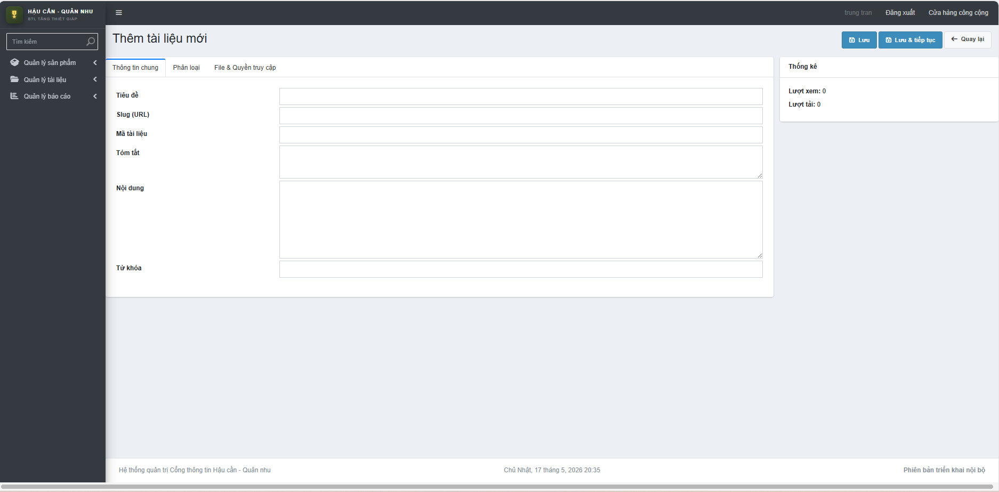 HẬU CẦN - QUÂN NHU
BTL TĂNG THIẾT GIÁP
trung tran
Đăng xuất
Cửa hàng công cộng
Tìm kiếm
Quản lý sản phẩm
Quản lý tài liệu
Quản lý báo cáo
Thêm tài liệu mới
Lưu
Lưu & tiếp tục
Quay lại
Thông tin chung
Phân loại
File & Quyền truy cập
Tiêu đề
Slug (URL)
Mã tài liệu
Tóm tắt
Nội dung
Từ khóa
Thống kê
Lượt xem: 0
Lượt tải: 0
Hệ thống quản trị Cổng thông tin Hậu cần - Quân nhu
Chủ Nhật, 17 tháng 5, 2026 20:35
Phiên bản triển khai nội bộ